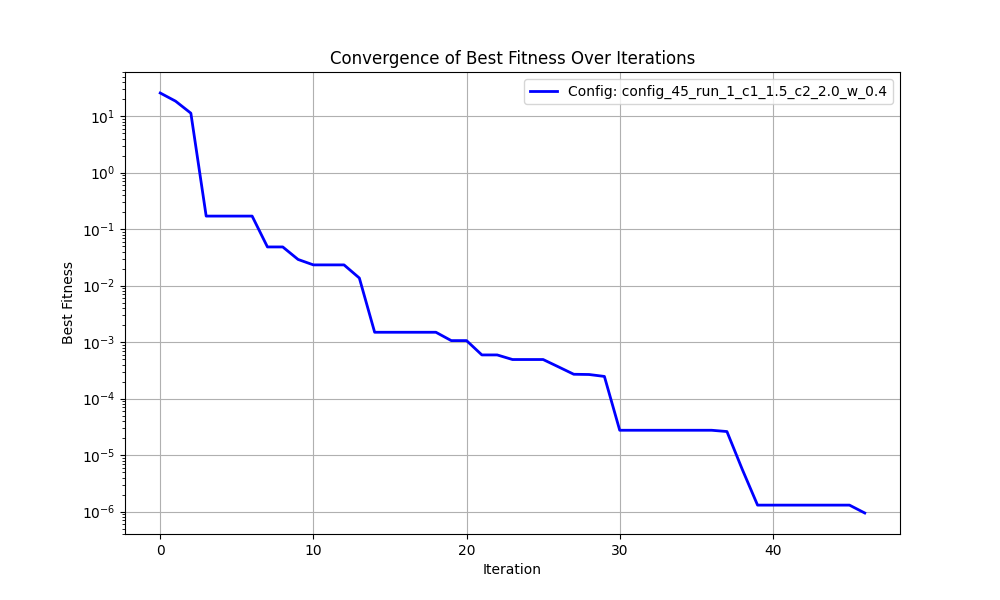 Convergence of Best Fitness Over Iterations
Config: config_45_run_1_c1_1.5_c2_2.0_w_0.4
10¹
10⁰
10⁻¹
10⁻²
10⁻³
10⁻⁴
10⁻⁵
10⁻⁶
Best Fitness
0 10 20 30 40
Iteration